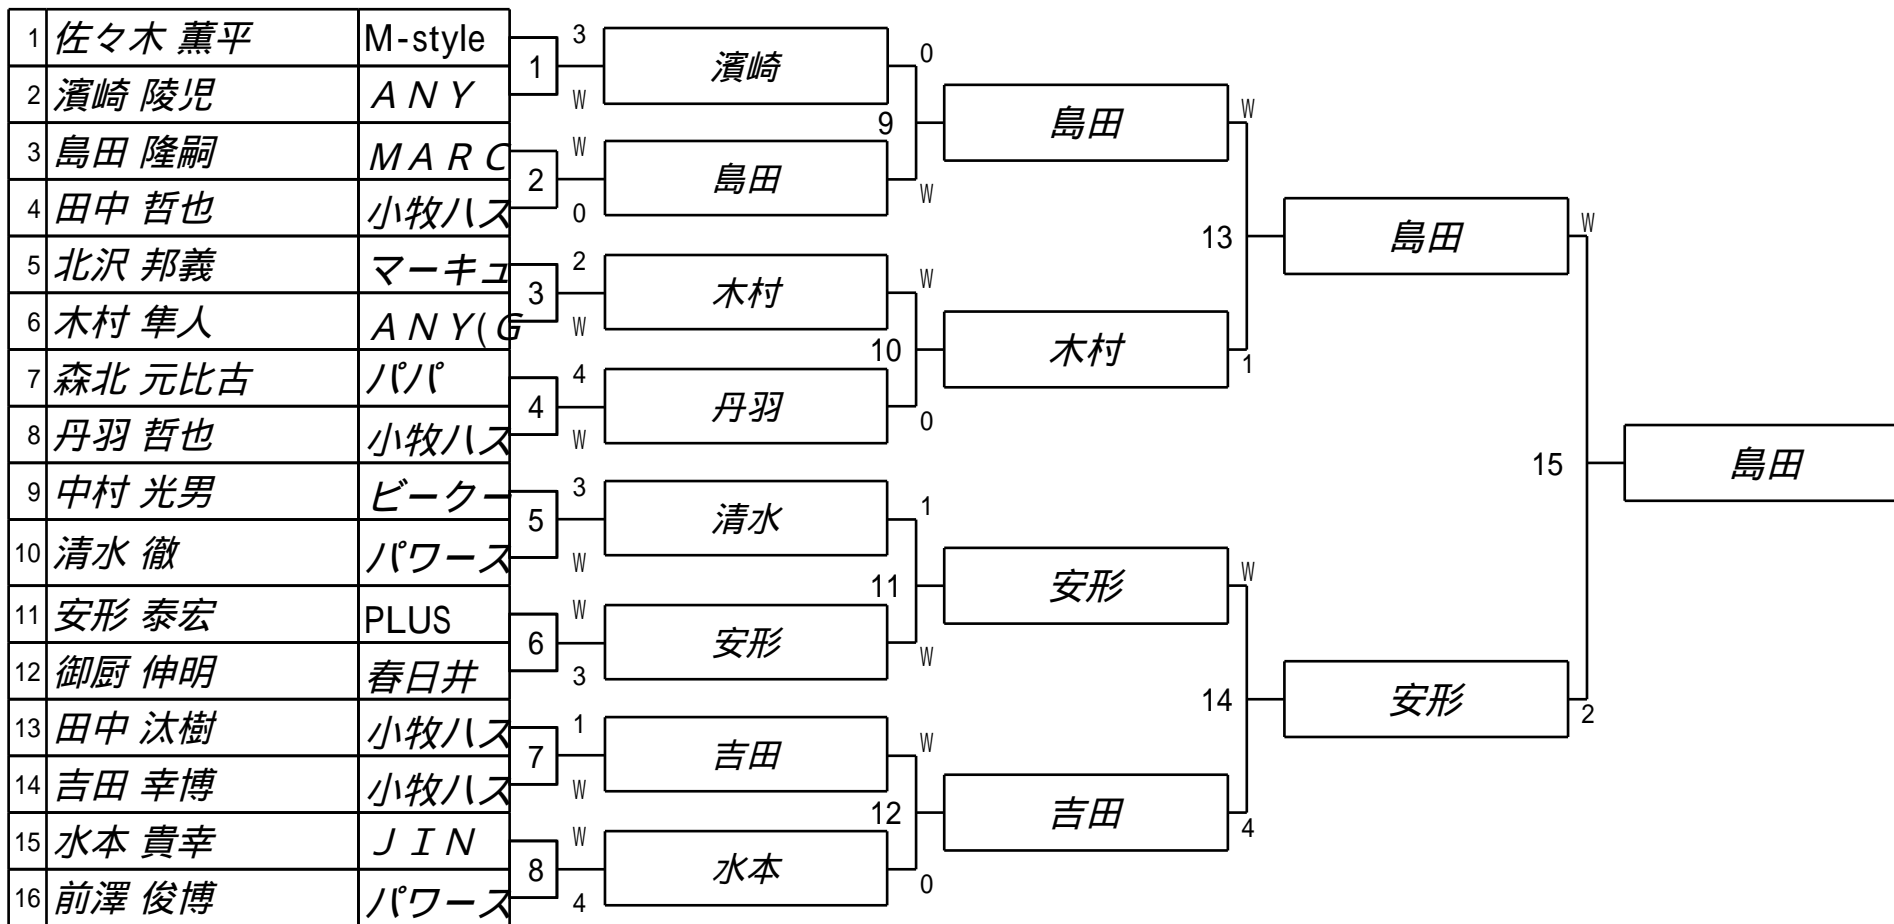 1 佐々木 薫平 M-style
2 濱崎 陵児 ＡＮＹ
3 島田 隆嗣 ＭＡＲＣ
4 田中 哲也 小牧ハス
5 北沢 邦義 マーキュ
6 木村 隼人 ＡＮＹ(Ｇ
7 森北 元比古 パパ
8 丹羽 哲也 小牧ハス
9 中村 光男 ビークー
10 清水 徹 パワース
11 安形 泰宏 PLUS
12 御厨 伸明 春日井
13 田中 汰樹 小牧ハス
14 吉田 幸博 小牧ハス
15 水本 貴幸 ＪＩＮ
16 前澤 俊博 パワース
3
1
W
W
2
0
2
3
W
4
4
W
3
5
W
W
6
3
1
7
W
W
8
4
濱崎
島田
木村
丹羽
清水
安形
吉田
水本
0
9
W
W
10
0
1
11
W
W
12
0
島田
木村
安形
吉田
W
13
1
W
14
4
島田
安形
W
15
2
島田